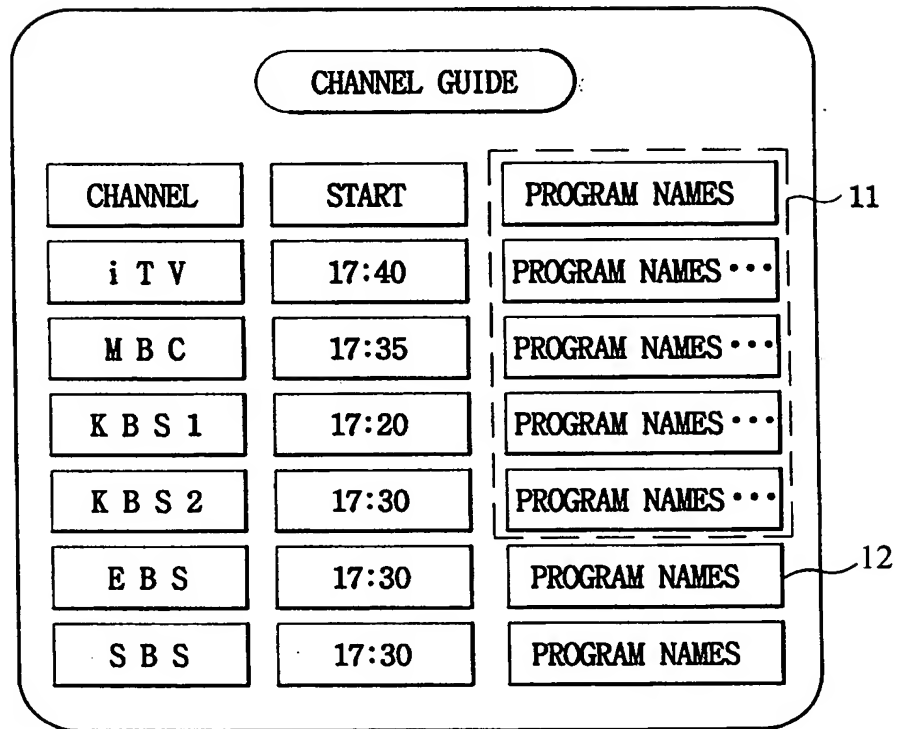 CHANNEL GUIDE
CHANNEL START PROGRAM NAMES 11
i T V 17:40 PROGRAM NAMES···
M B C 17:35 PROGRAM NAMES···
K B S 1 17:20 PROGRAM NAMES···
K B S 2 17:30 PROGRAM NAMES···
E B S 17:30 PROGRAM NAMES 12
S B S 17:30 PROGRAM NAMES